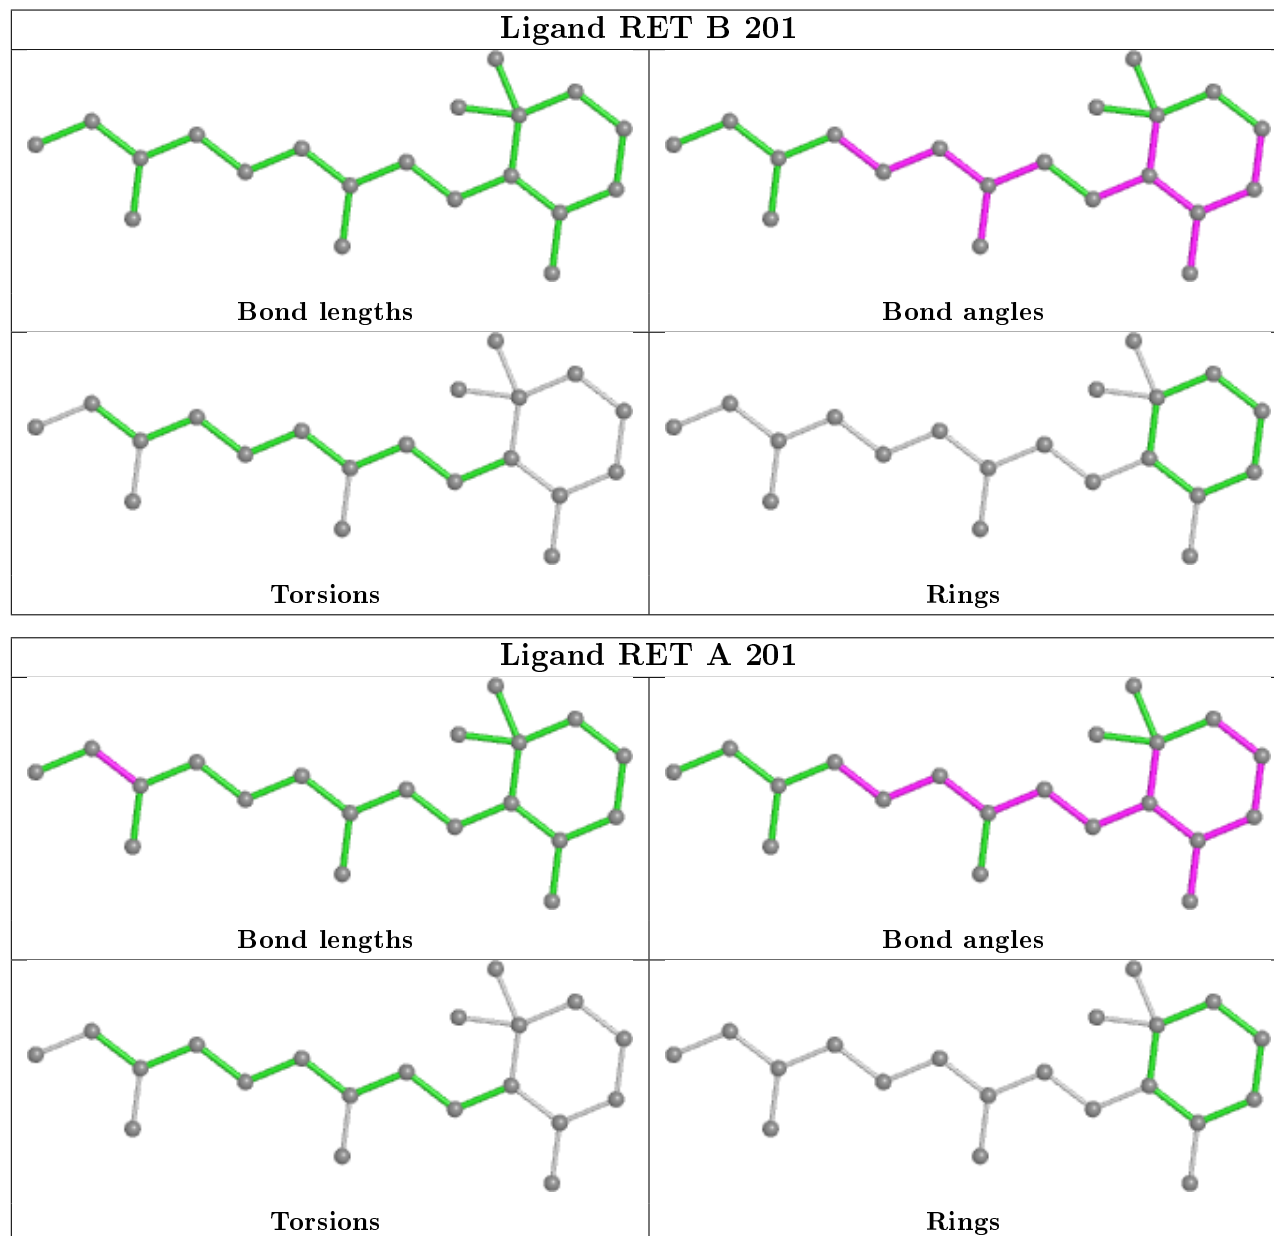 Ligand RET B 201
Bond lengths
Bond angles
Torsions
Rings
Ligand RET A 201
Bond lengths
Bond angles
Torsions
Rings